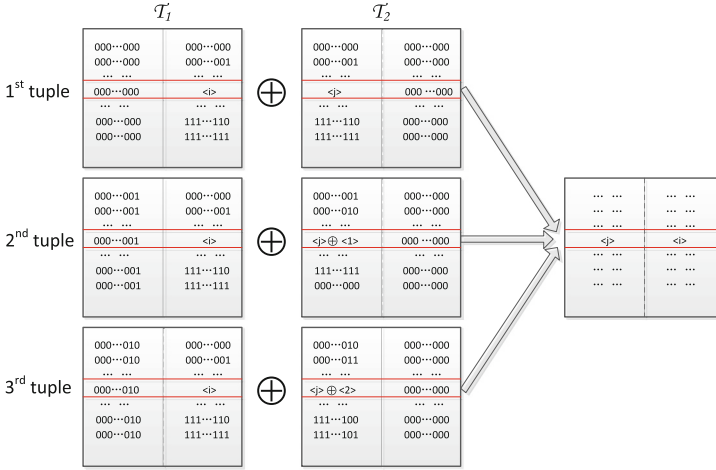 𝒯₁ 𝒯₂
000···000 000···000 000···000 000···000
000···000 000···001 000···001 000···000
··· ··· ··· ···
1st tuple 000···000 <i> ⊕ <j> 000 ···000
··· ··· ··· ···
000···000 111···110 111···110 000···000
000···000 111···111 111···111 000···000
000···001 000···000 000···001 000···000
000···001 000···001 000···010 000···000
··· ··· ··· ···
2nd tuple 000···001 <i> ⊕ <j> ⊕ <1> 000 ···000
··· ··· ··· ···
000···001 111···110 111···111 000···000
000···001 111···111 000···000 000···000
··· ··· ··· ···
··· ··· ··· ···
··· ··· ··· ···
<j> <i>
··· ··· ··· ···
··· ··· ··· ···
··· ··· ··· ···
000···010 000···000 000···010 000···000
000···010 000···001 000···011 000···000
··· ··· ··· ···
3rd tuple 000···010 <i> ⊕ <j> ⊕ <2> 000···000
··· ··· ··· ···
000···010 111···110 111···100 000···000
000···010 111···111 111···101 000···000